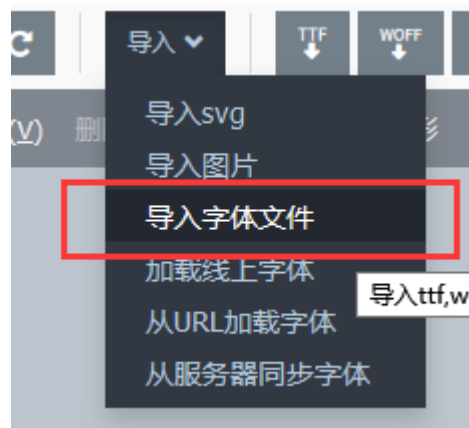 导入
TTF
WOFF
(V)
导入svg
导入图片
导入字体文件
加载线上字体
导入ttf,w
从URL加载字体
从服务器同步字体